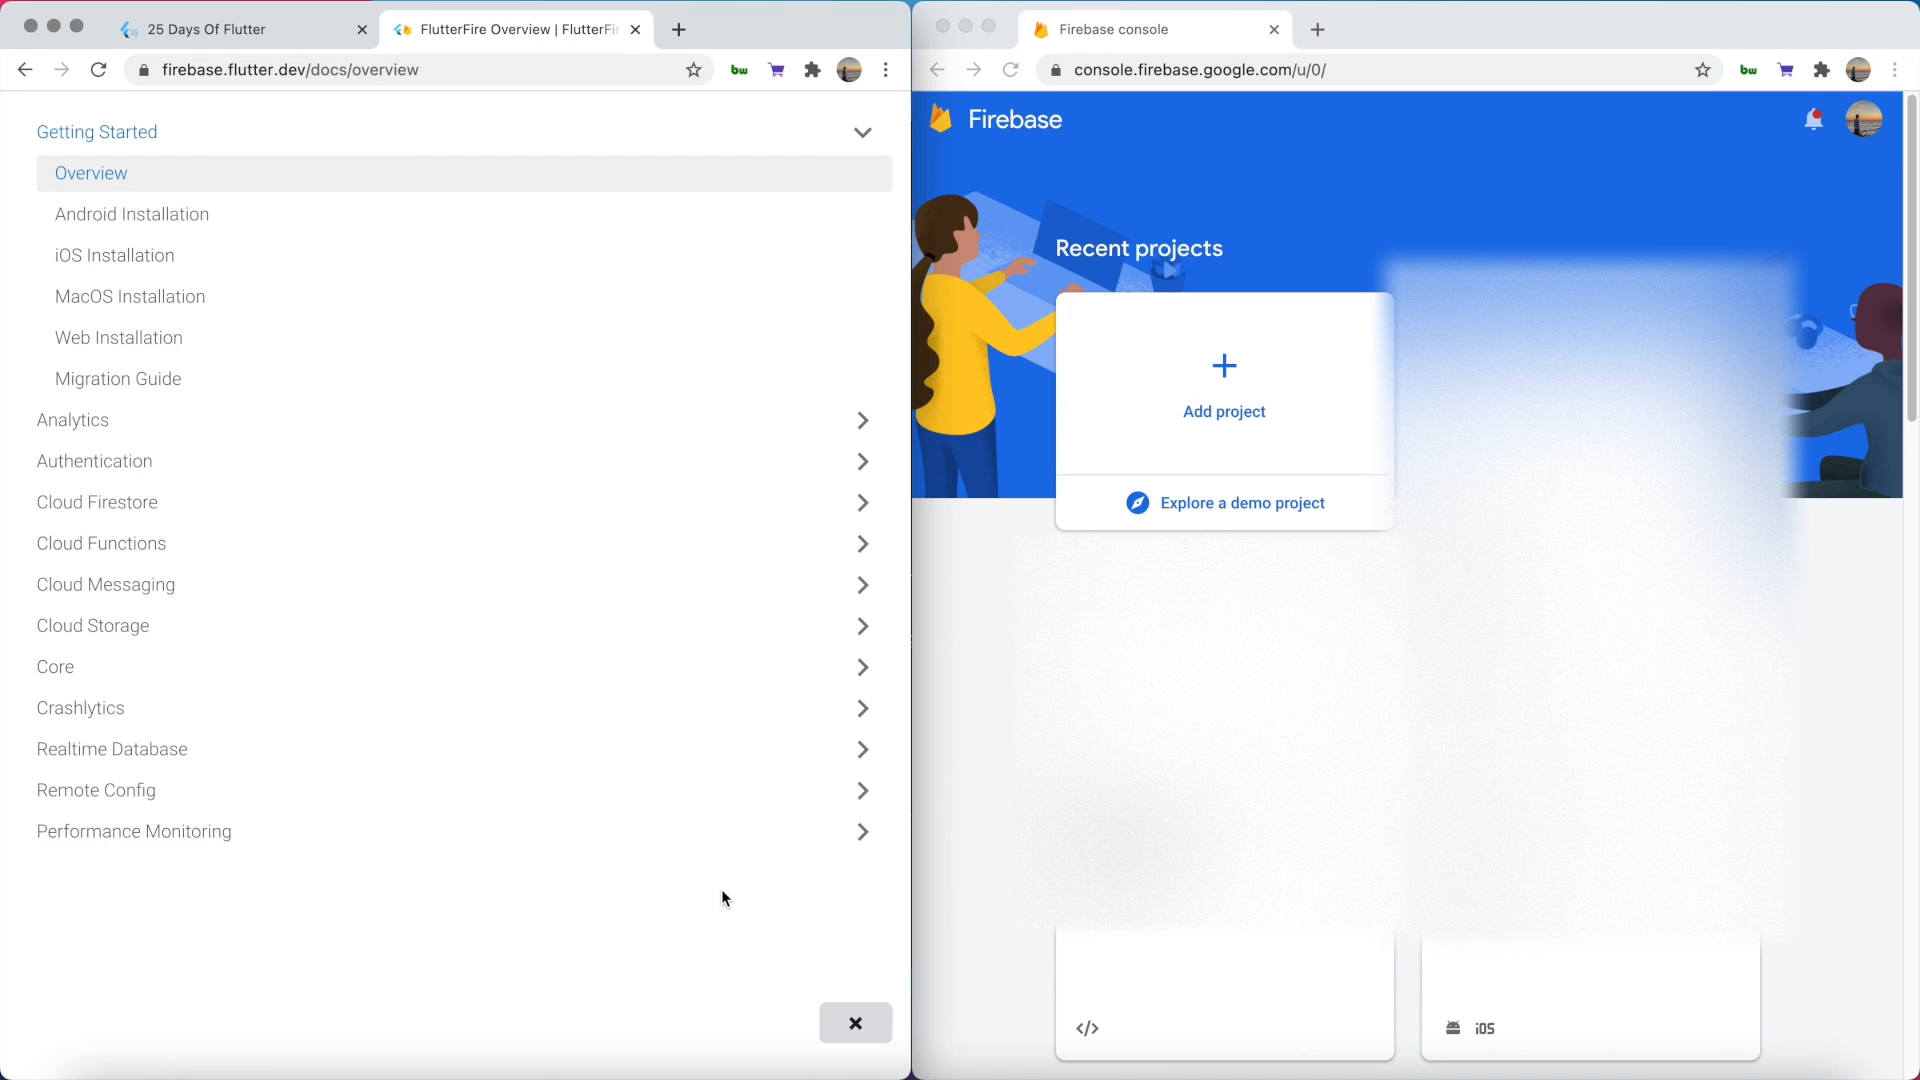 25 Days Of Flutter
FlutterFire Overview | FlutterFir
firebase.flutter.dev/docs/overview
bw
Getting Started
Overview
Android Installation
iOS Installation
MacOS Installation
Web Installation
Migration Guide
Analytics
Authentication
Cloud Firestore
Cloud Functions
Cloud Messaging
Cloud Storage
Core
Crashlytics
Realtime Database
Remote Config
Performance Monitoring
Firebase console
console.firebase.google.com/u/0/
bw
Firebase
Recent projects
Add project
Explore a demo project
</>
iOS